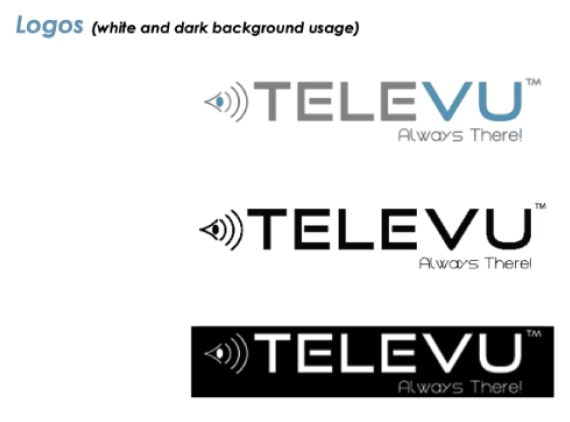 Logos (white and dark background usage)
TELEVU™
Always There!
TELEVU™
Always There!
TELEVU™
Always There!